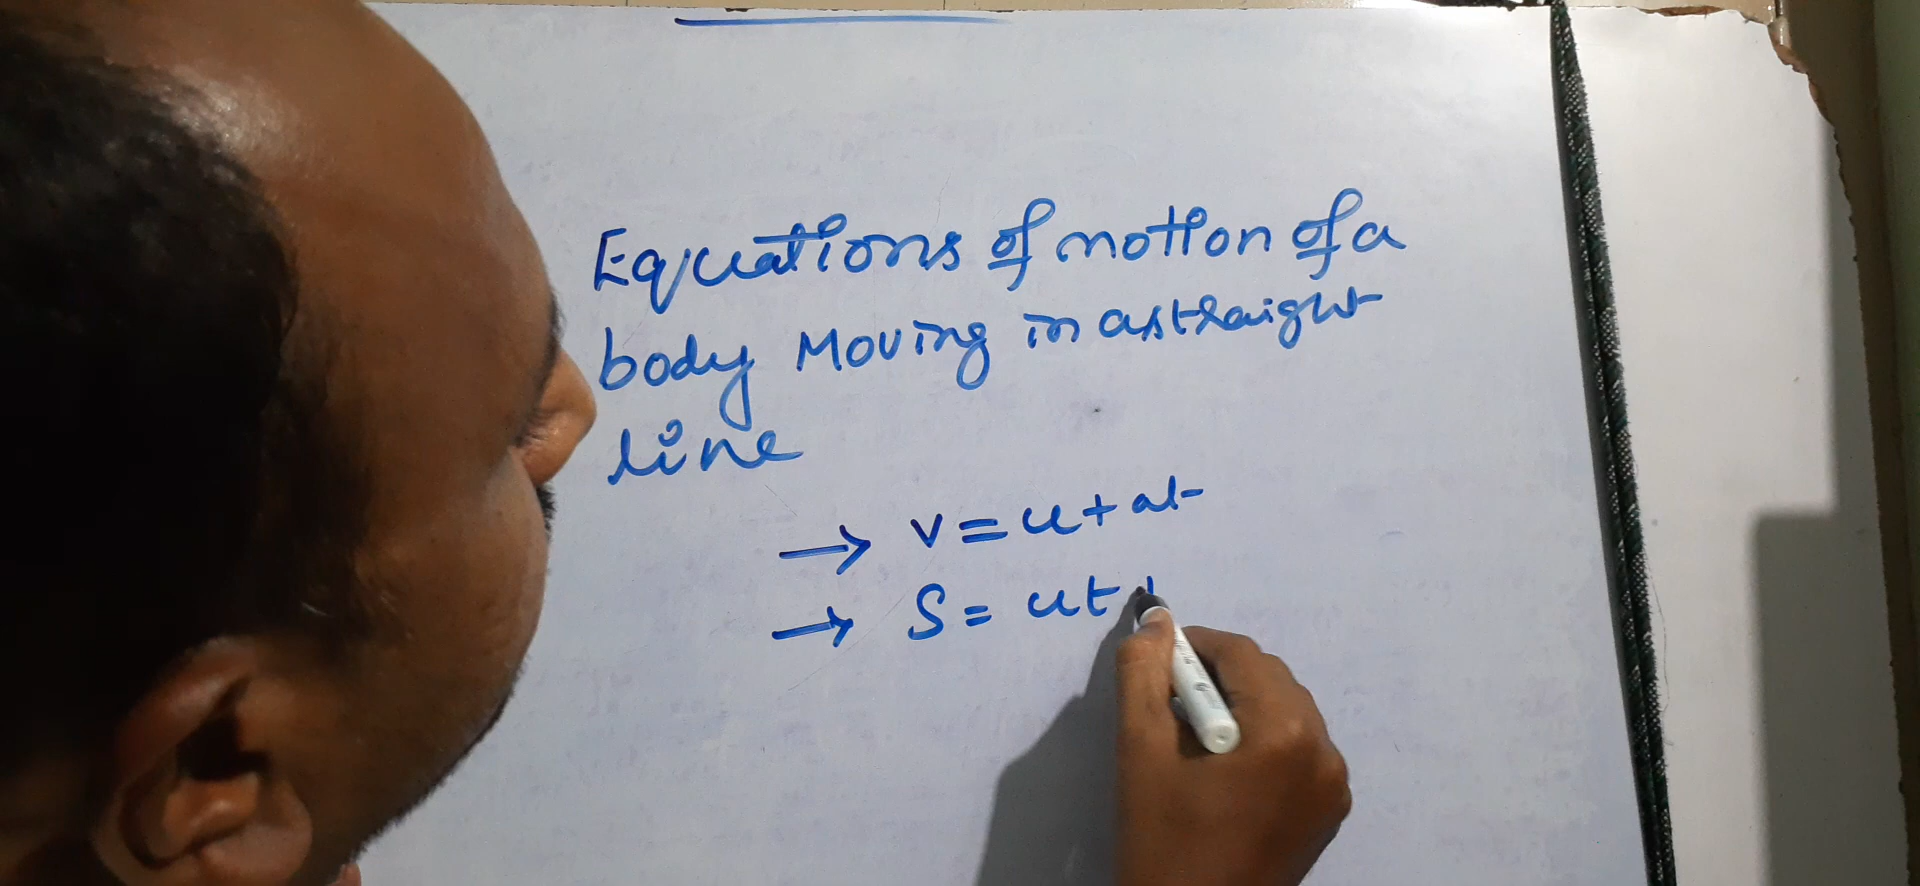 Equations of motion of a
body Moving in a straight
line
→ v = u + at
→ S = ut +